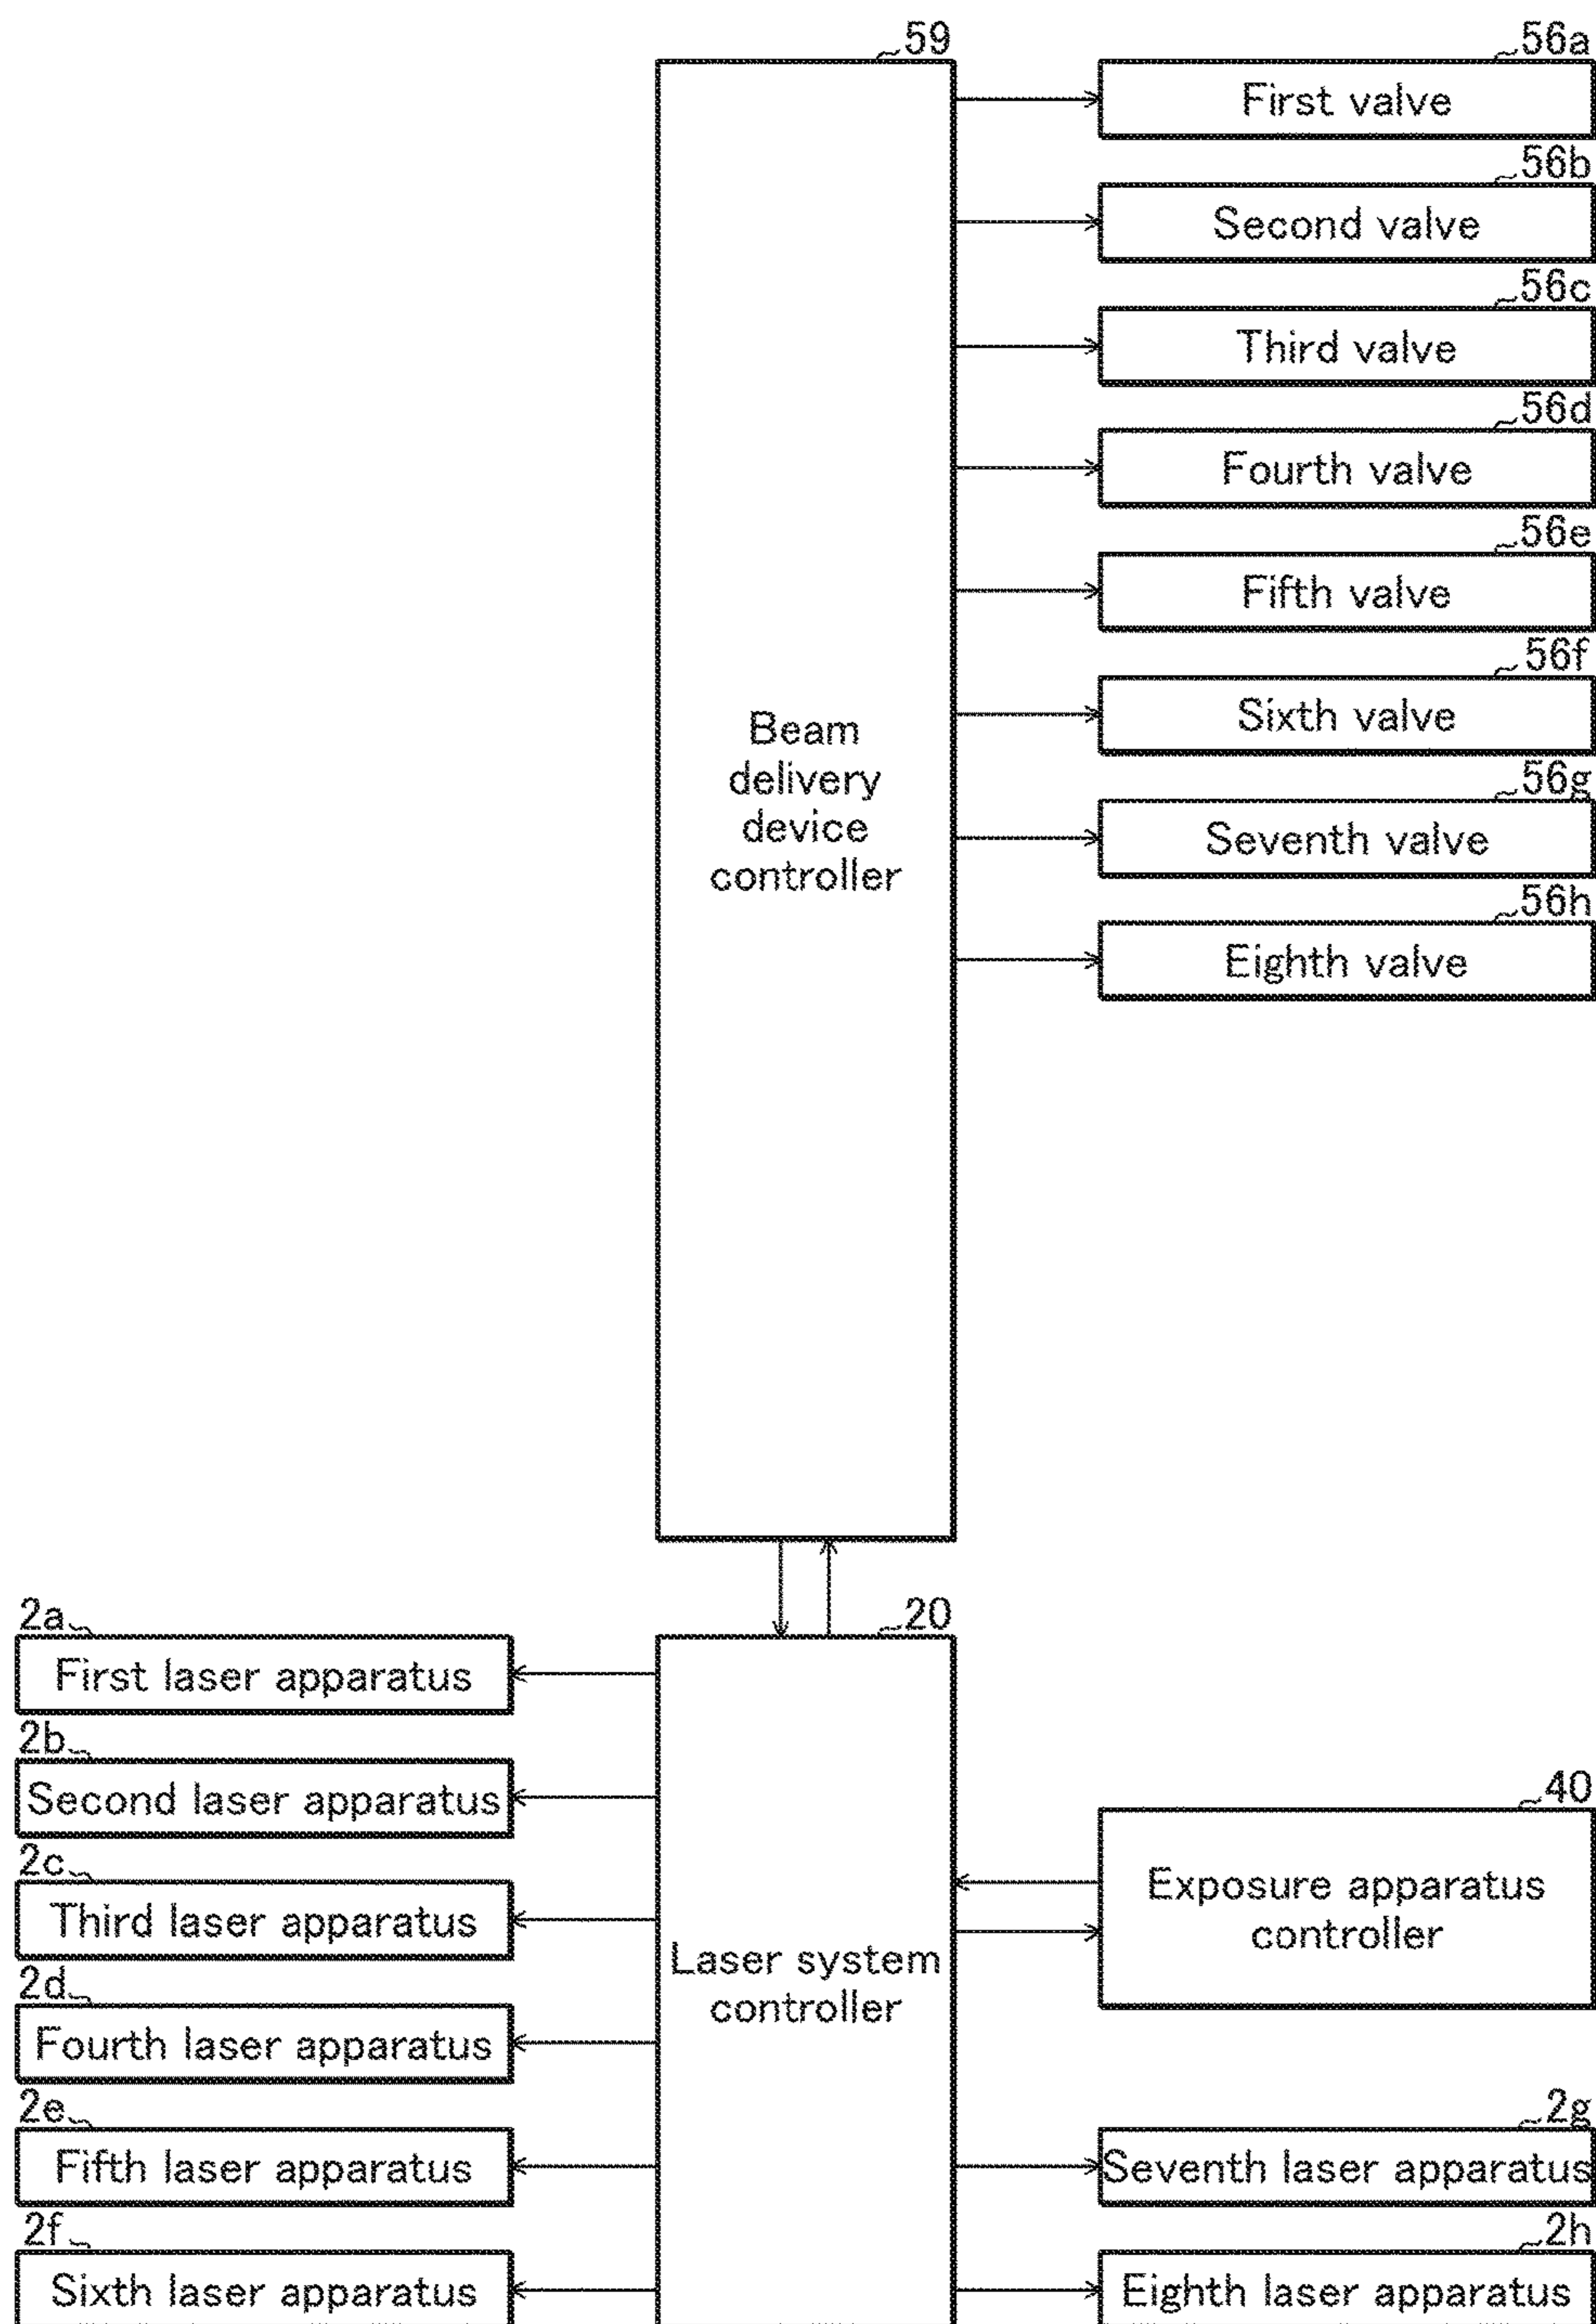 59
56a
First valve
56b
Second valve
56c
Third valve
56d
Fourth valve
56e
Fifth valve
56f
Sixth valve
56g
Seventh valve
56h
Eighth valve
Beam
delivery
device
controller
2a
First laser apparatus
2b
Second laser apparatus
2c
Third laser apparatus
2d
Fourth laser apparatus
2e
Fifth laser apparatus
2f
Sixth laser apparatus
20
Laser system
controller
40
Exposure apparatus
controller
2g
Seventh laser apparatus
2h
Eighth laser apparatus